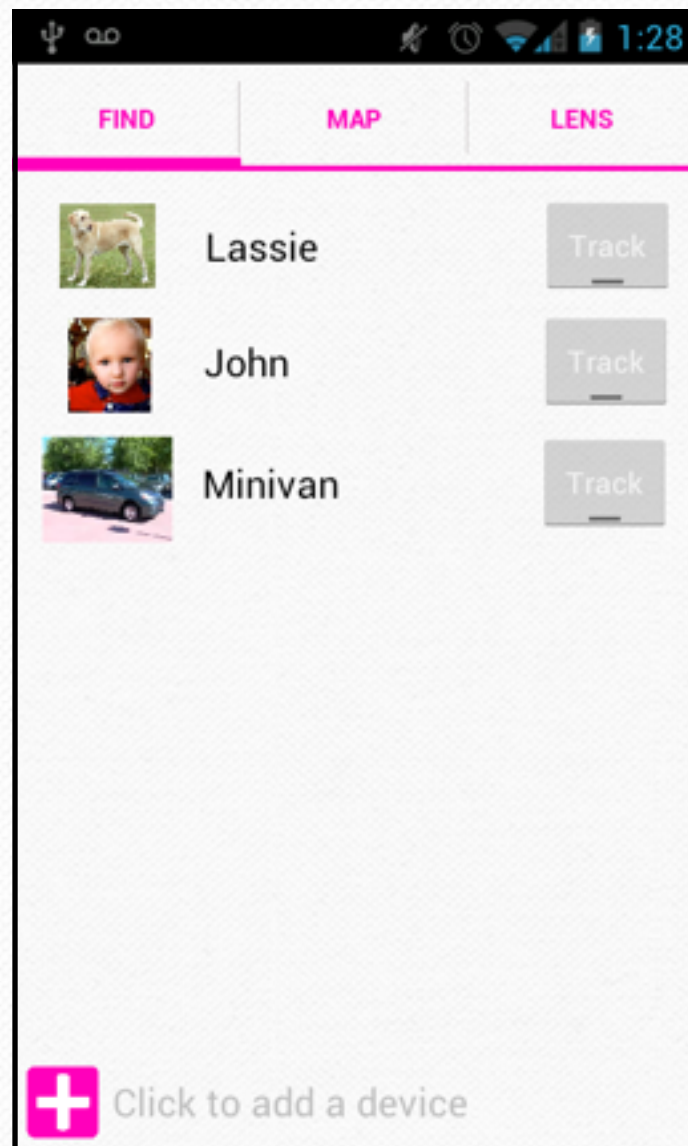 1:28
FIND MAP LENS
Lassie Track
John Track
Minivan Track
Click to add a device